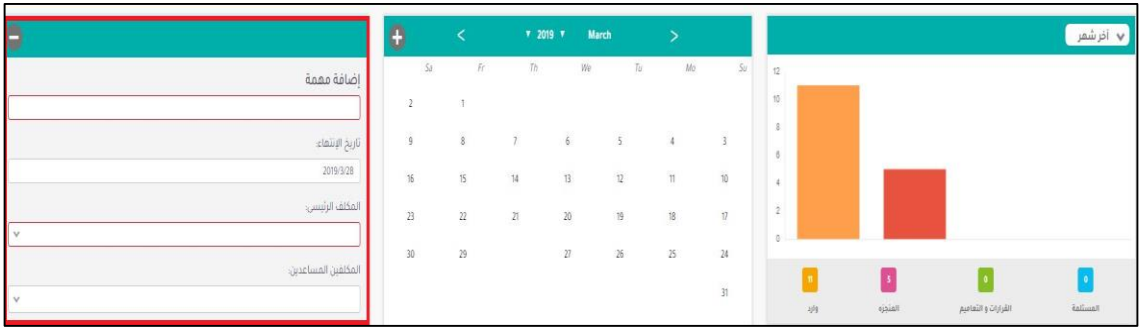 آخر شهر
12
10
8
6
4
2
0
0 0 5 11
المستلمة القرارات و التعاميم المنجزه وارد
March 2019
Su Mo Tu We Th Fr Sa
1 2
3 4 5 6 7 8 9
10 11 12 13 14 15 16
17 18 19 20 21 22 23
24 25 26 27 29 30
31
إضافة مهمة
تاريخ الإنتهاء:
2019/3/28
المكلف الرئيسي:
المكلفين المساعدين: